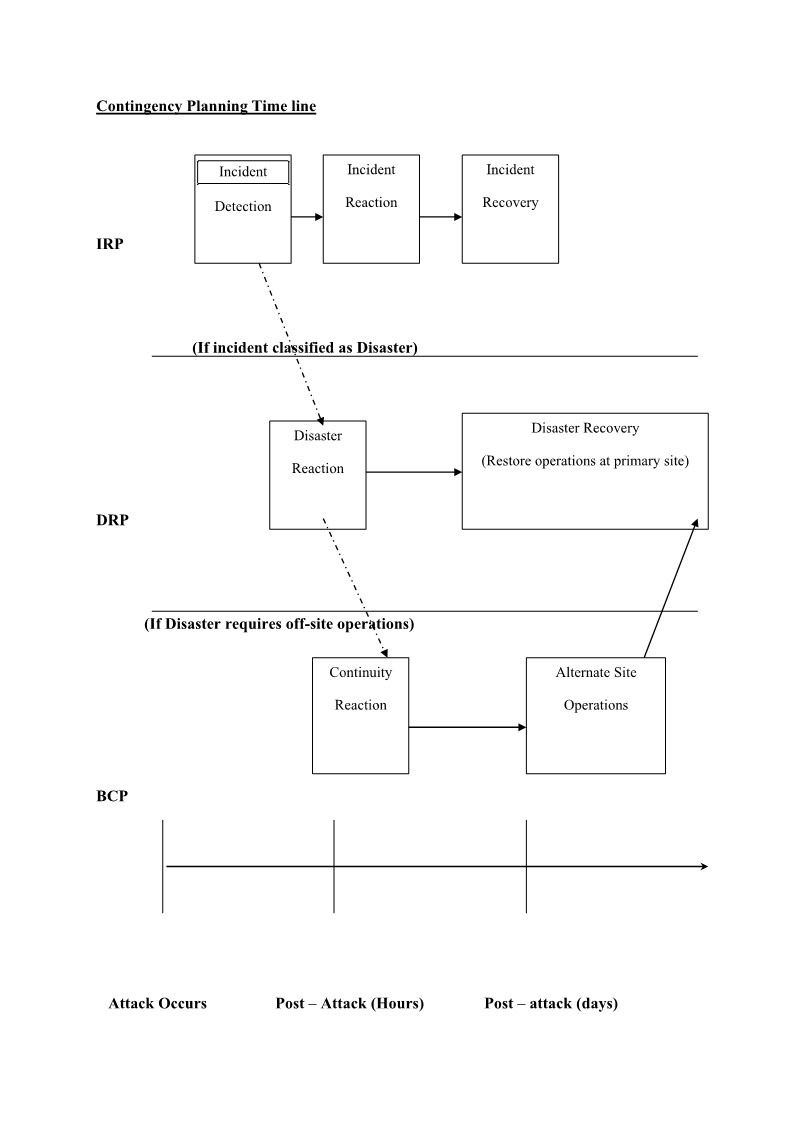 Contingency Planning Time line
Incident
Detection
Incident
Reaction
Incident
Recovery
IRP
(If incident classified as Disaster)
Disaster
Reaction
Disaster Recovery
(Restore operations at primary site)
DRP
(If Disaster requires off-site operations)
Continuity
Reaction
Alternate Site
Operations
BCP
Attack Occurs
Post – Attack (Hours)
Post – attack (days)